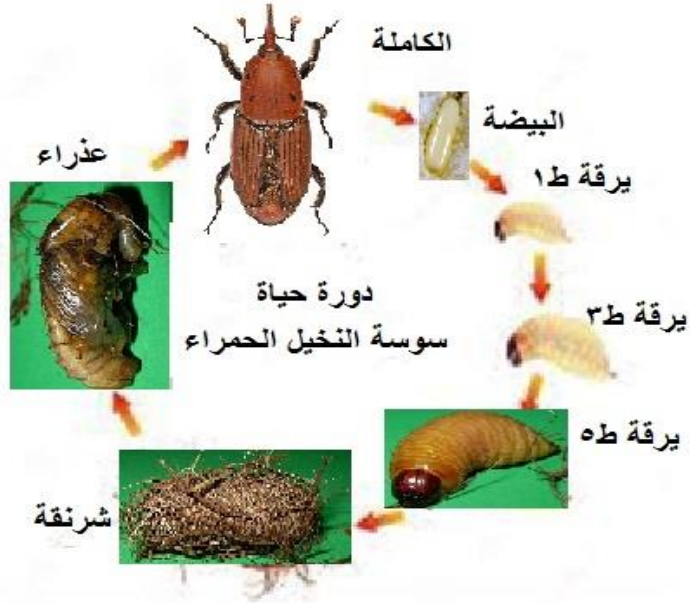 الكاملة
البيضة
عذراء
يرقة ط١
دورة حياة
سوسة النخيل الحمراء
يرقة ط٣
يرقة ط٥
شرنقة